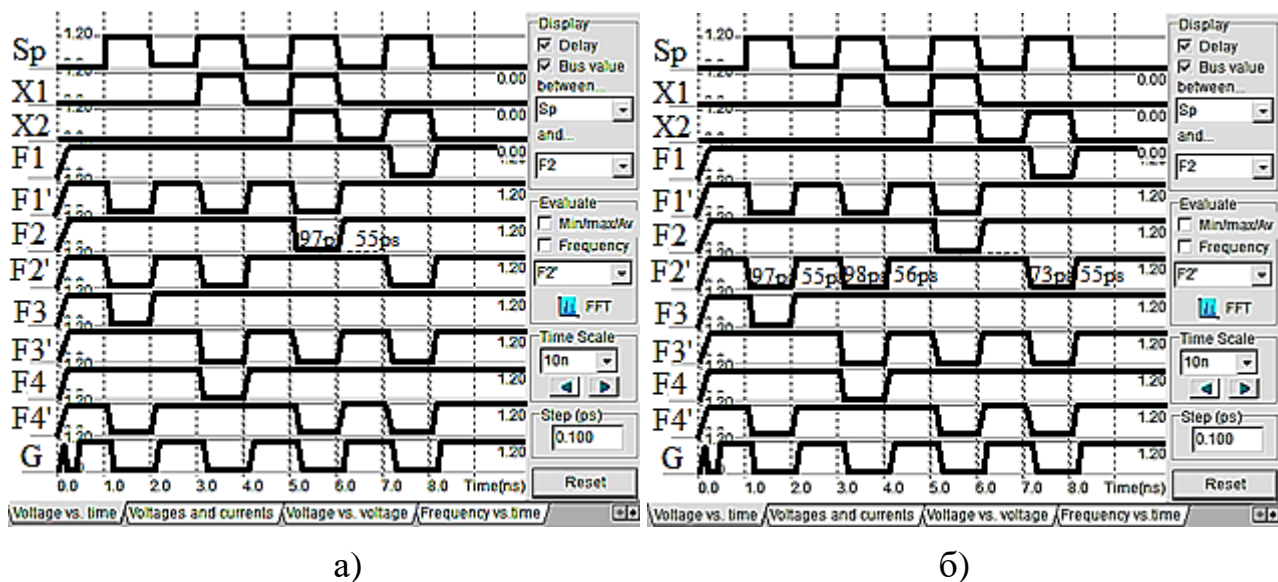 Sp
X1
X2
F1
F1'
F2
F2'
F3
F3'
F4
F4'
G
1.20
0.00
0.00
0.00
1.20
97p 55ps
1.20
1.20
1.20
1.20
1.20
1.20
1.20
0.0 1.0 2.0 3.0 4.0 5.0 6.0 7.0 8.0 Time(ns)
Voltage vs. time Voltages and currents Voltage vs. voltage Frequency vs.time
Display
Delay
Bus value
between...
Sp
and...
F2
Evaluate
Min/max/Av
Frequency
F2'
FFT
Time Scale
10n
Step (ps)
0.100
Reset
а)
Sp
X1
X2
F1
F1'
F2
F2'
F3
F3'
F4
F4'
G
1.20
0.00
0.00
0.00
1.20
1.20
97p 55p 98ps 56ps 73ps 55ps
1.20
1.20
1.20
1.20
1.20
1.20
0.0 1.0 2.0 3.0 4.0 5.0 6.0 7.0 8.0 Time(ns)
Voltage vs. time Voltages and currents Voltage vs. voltage Frequency vs.time
Display
Delay
Bus value
between...
Sp
and...
F2
Evaluate
Min/max/Av
Frequency
F2'
FFT
Time Scale
10n
Step (ps)
0.100
Reset
б)